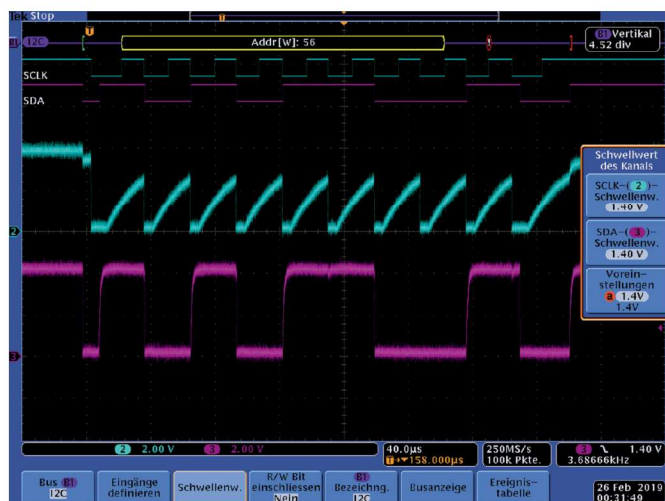 Tek Stop
T
B1 I2C
Addr[W]: 56
!
B1 Vertikal
4.52 div
SCLK
SDA
Schwellwert
des Kanals
SCLK-(2)-
Schwellenw.
1.40 V
SDA-(3)-
Schwellenw.
1.40 V
Vorein-
stellungen
a 1.4V
1.4V
2
3
2 2.00 V 3 2.00 V
40.0µs
T→▼158.000µs
250MS/s
100k Pkte.
3 1.40 V
3.68666kHz
Bus B1
I2C
Eingänge
definieren
Schwellenw.
R/W Bit
einschliessen
Nein
B1
Bezeichng.
I2C
Busanzeige
Ereignis-
tabelle
26 Feb 2019
00:31:49